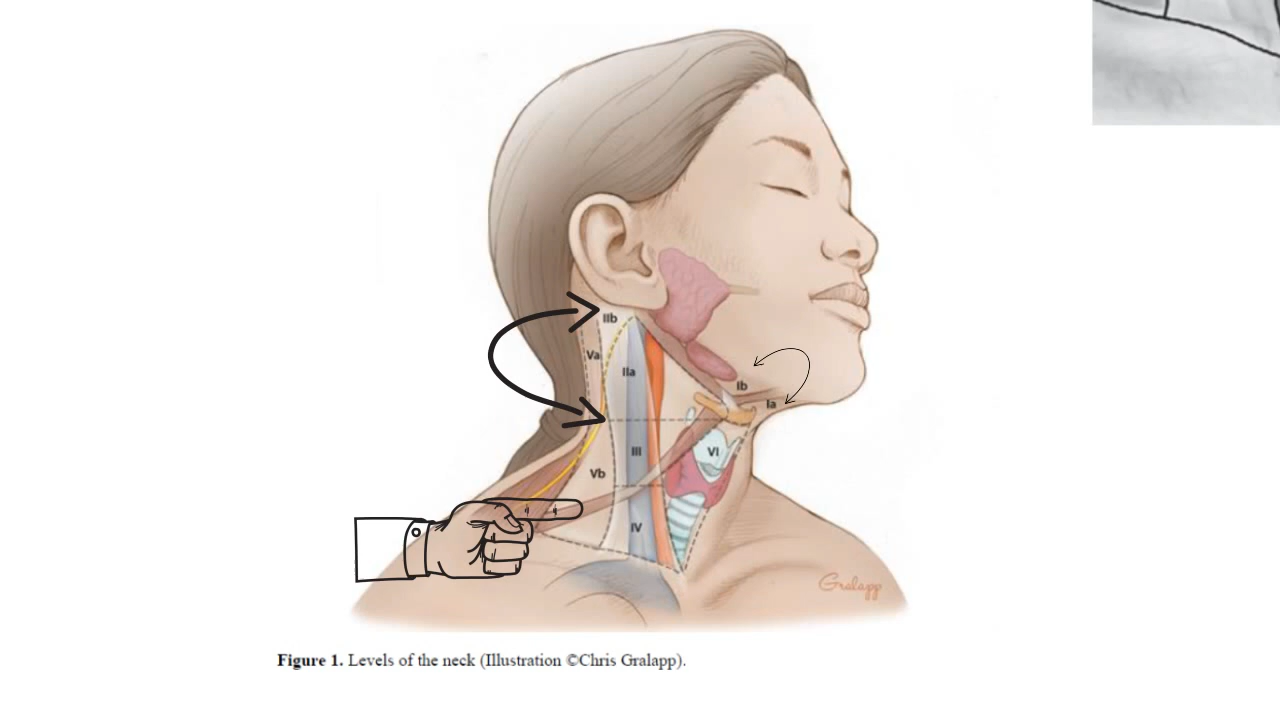 IIb
Va
IIa
Ib
Ia
III
VI
Vb
IV
Gralapp
Figure 1. Levels of the neck (Illustration ©Chris Gralapp).